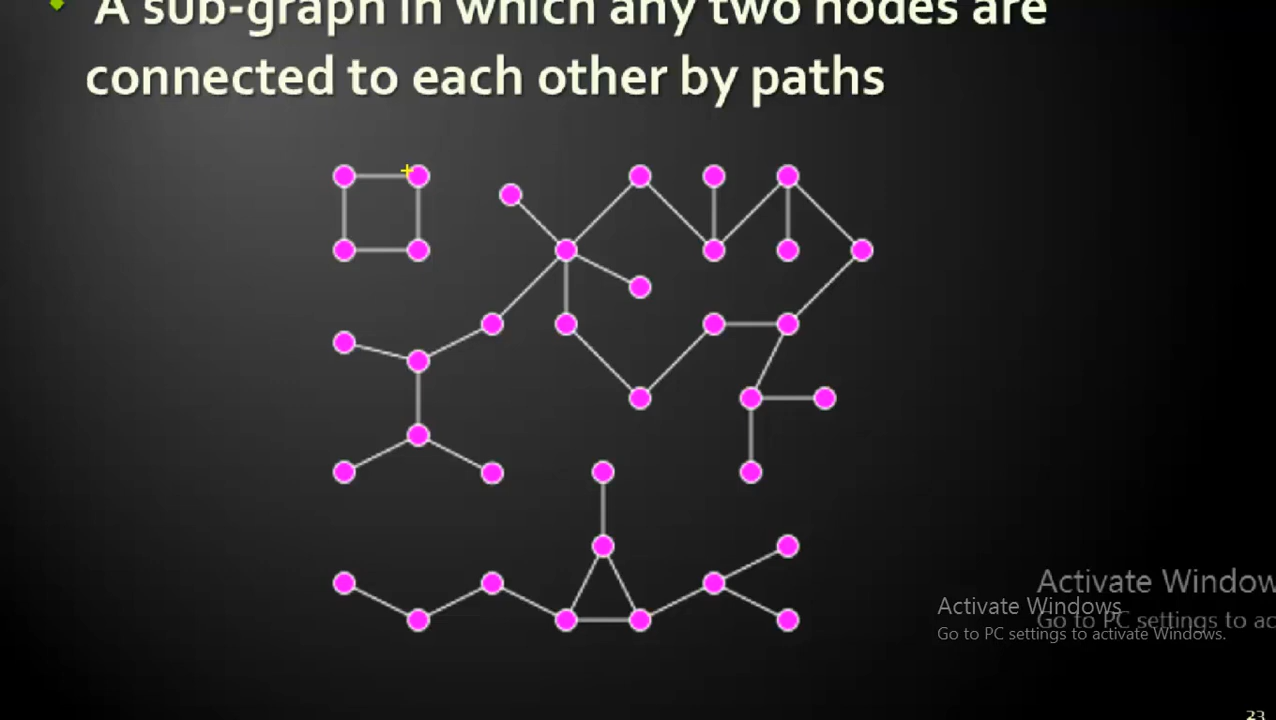 A sub-graph in which any two nodes are
connected to each other by paths
Activate Windows
Go to PC settings to activate Windows.
Activate Window
Go to PC settings to ac
23